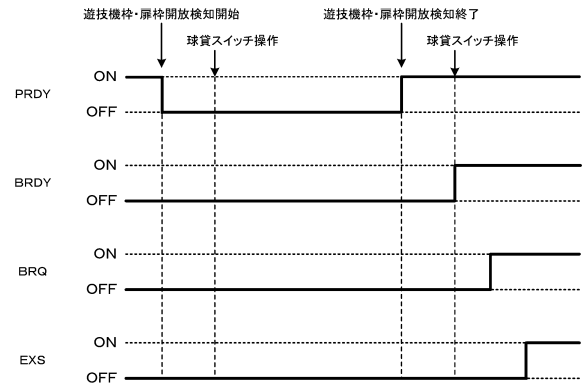 遊技機枠・扉枠開放検知開始
遊技機枠・扉枠開放検知終了
球貸スイッチ操作
球貸スイッチ操作
PRDY
ON
OFF
BRDY
ON
OFF
BRQ
ON
OFF
EXS
ON
OFF